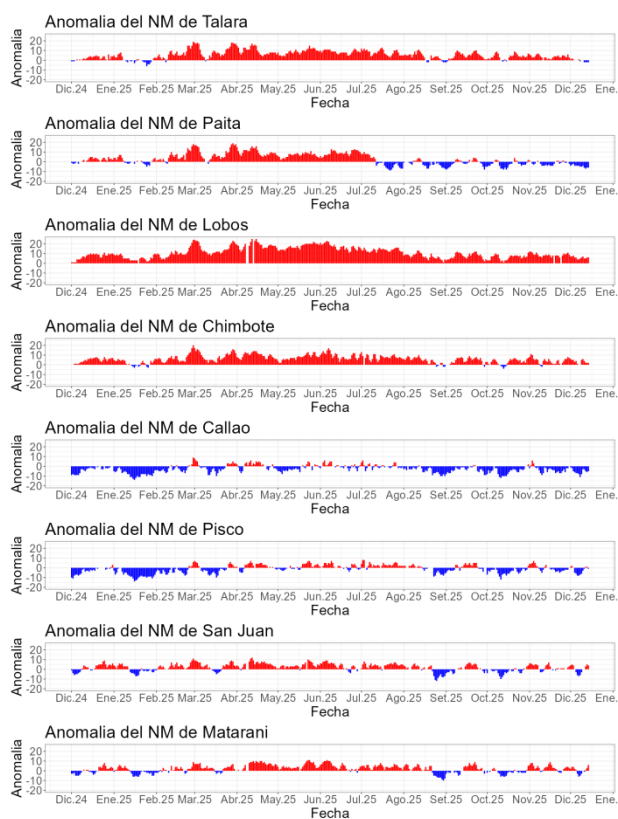 Anomalia del NM de Talara
Anomalia
20
10
0
-10
-20
Dic.24 Ene.25 Feb.25 Mar.25 Abr.25 May.25 Jun.25 Jul.25 Ago.25 Set.25 Oct.25 Nov.25 Dic.25 Ene.
Fecha
Anomalia del NM de Paita
Anomalia
20
10
0
-10
-20
Dic.24 Ene.25 Feb.25 Mar.25 Abr.25 May.25 Jun.25 Jul.25 Ago.25 Set.25 Oct.25 Nov.25 Dic.25 Ene.
Fecha
Anomalia del NM de Lobos
Anomalia
20
10
0
-10
-20
Dic.24 Ene.25 Feb.25 Mar.25 Abr.25 May.25 Jun.25 Jul.25 Ago.25 Set.25 Oct.25 Nov.25 Dic.25 Ene.
Fecha
Anomalia del NM de Chimbote
Anomalia
20
10
0
-10
-20
Dic.24 Ene.25 Feb.25 Mar.25 Abr.25 May.25 Jun.25 Jul.25 Ago.25 Set.25 Oct.25 Nov.25 Dic.25 Ene.
Fecha
Anomalia del NM de Callao
Anomalia
20
10
0
-10
-20
Dic.24 Ene.25 Feb.25 Mar.25 Abr.25 May.25 Jun.25 Jul.25 Ago.25 Set.25 Oct.25 Nov.25 Dic.25 Ene.
Fecha
Anomalia del NM de Pisco
Anomalia
20
10
0
-10
-20
Dic.24 Ene.25 Feb.25 Mar.25 Abr.25 May.25 Jun.25 Jul.25 Ago.25 Set.25 Oct.25 Nov.25 Dic.25 Ene.
Fecha
Anomalia del NM de San Juan
Anomalia
20
10
0
-10
-20
Dic.24 Ene.25 Feb.25 Mar.25 Abr.25 May.25 Jun.25 Jul.25 Ago.25 Set.25 Oct.25 Nov.25 Dic.25 Ene.
Fecha
Anomalia del NM de Matarani
Anomalia
20
10
0
-10
-20
Dic.24 Ene.25 Feb.25 Mar.25 Abr.25 May.25 Jun.25 Jul.25 Ago.25 Set.25 Oct.25 Nov.25 Dic.25 Ene.
Fecha